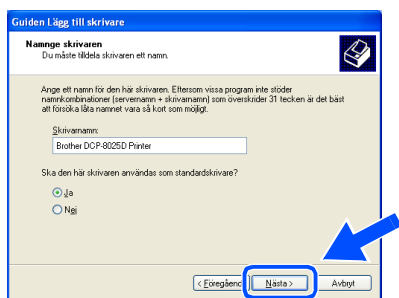 Guiden Lägg till skrivare
Namnge skrivaren
Du måste tilldela skrivaren ett namn.
Ange ett namn för den här skrivaren. Eftersom vissa program inte stöder
namnkombinationer (servernamn + skrivarnamn) som överskrider 31 tecken är det bäst
att försöka låta namnet vara så kort som möjligt.
Skrivarnamn:
Brother DCP-8025D Printer
Ska den här skrivaren användas som standardskrivare?
Ja
Nej
< Föregåend Nästa > Avbryt